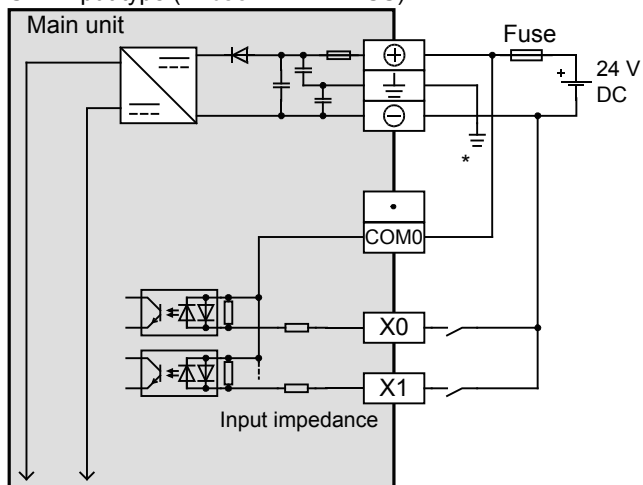 Main unit
Fuse
+
24 V
DC
*
COM0
X0
X1
Input impedance